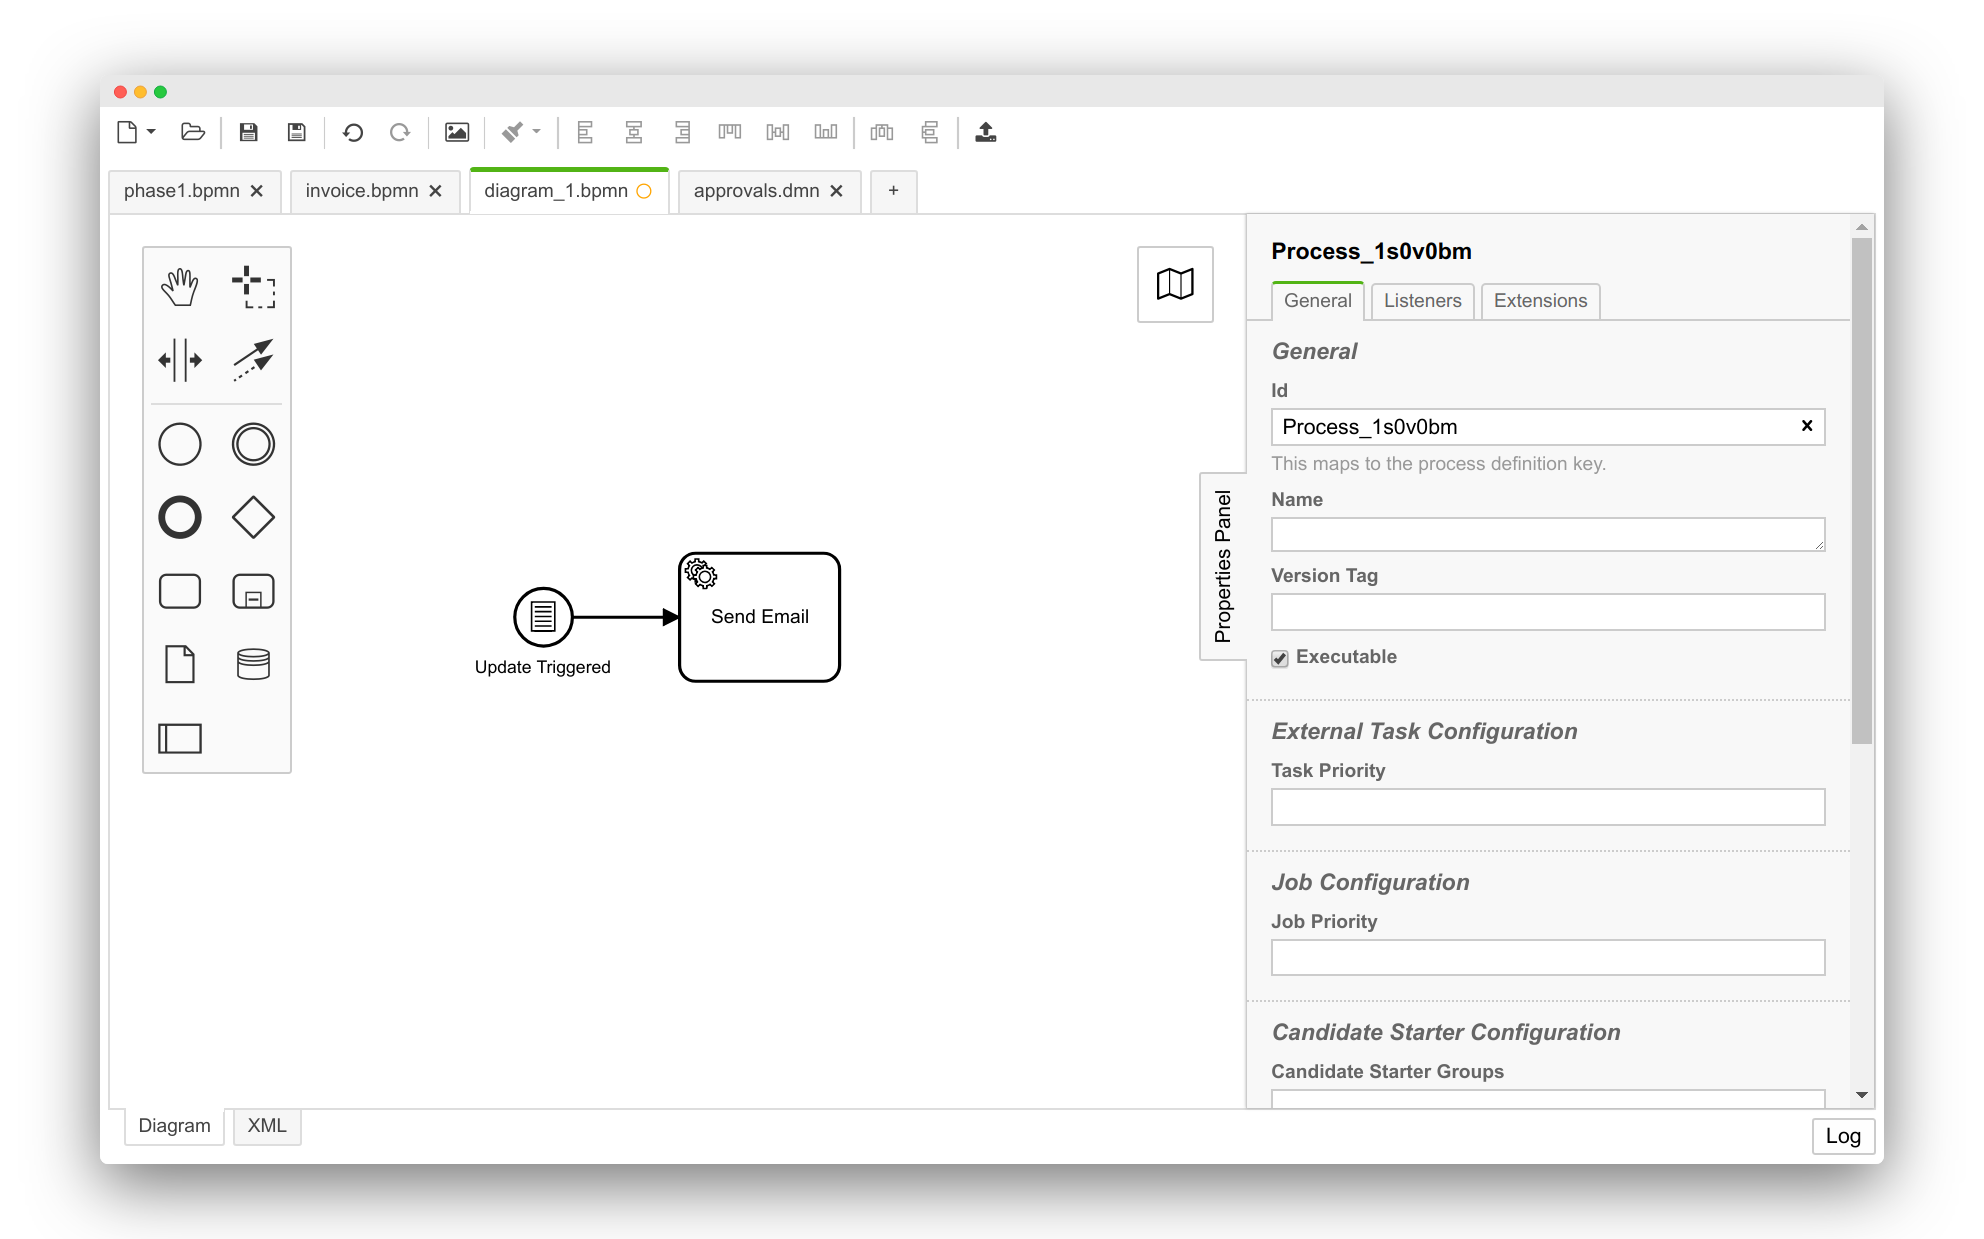 phase1.bpmn ✕
invoice.bpmn ✕
diagram_1.bpmn
approvals.dmn ✕
+
Update Triggered
Send Email
Properties Panel
Process_1s0v0bm
General
Listeners
Extensions
General
Id
Process_1s0v0bm
This maps to the process definition key.
Name
Version Tag
Executable
External Task Configuration
Task Priority
Job Configuration
Job Priority
Candidate Starter Configuration
Candidate Starter Groups
Diagram
XML
Log